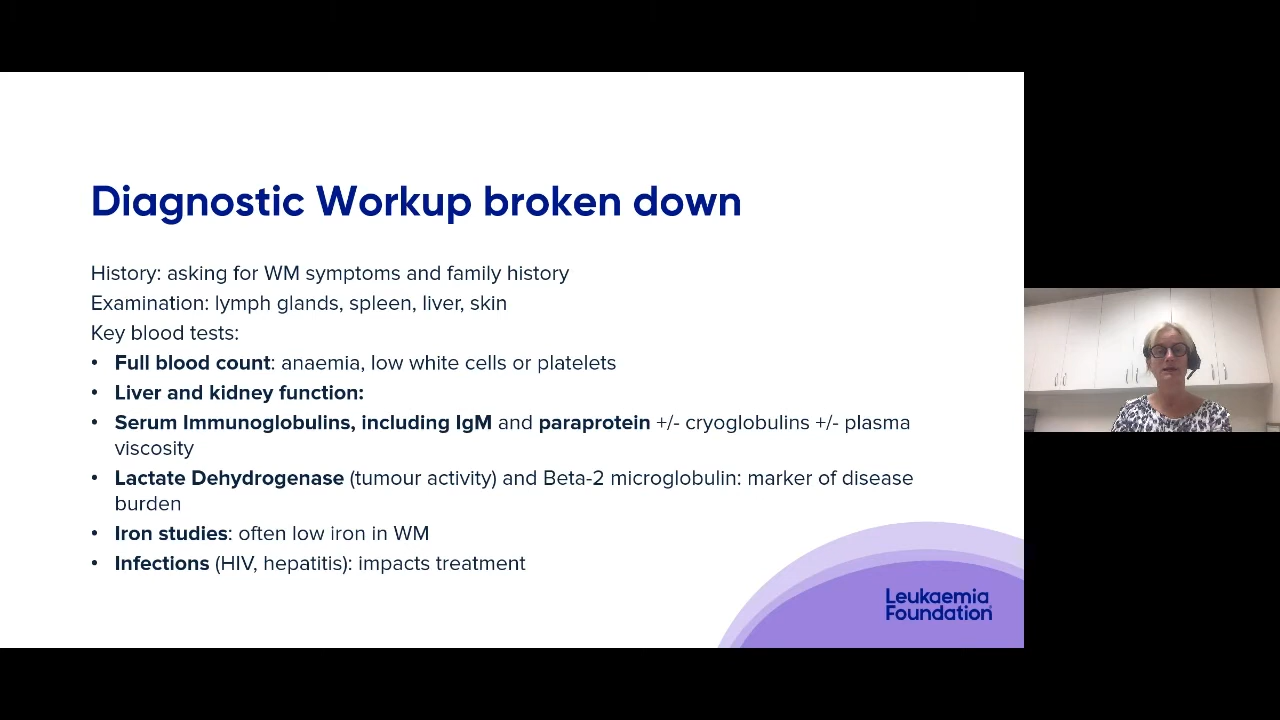 Diagnostic Workup broken down
History: asking for WM symptoms and family history
Examination: lymph glands, spleen, liver, skin
Key blood tests:
• Full blood count: anaemia, low white cells or platelets
• Liver and kidney function:
• Serum Immunoglobulins, including IgM and paraprotein +/- cryoglobulins +/- plasma
viscosity
• Lactate Dehydrogenase (tumour activity) and Beta-2 microglobulin: marker of disease
burden
• Iron studies: often low iron in WM
• Infections (HIV, hepatitis): impacts treatment
Leukaemia
Foundation